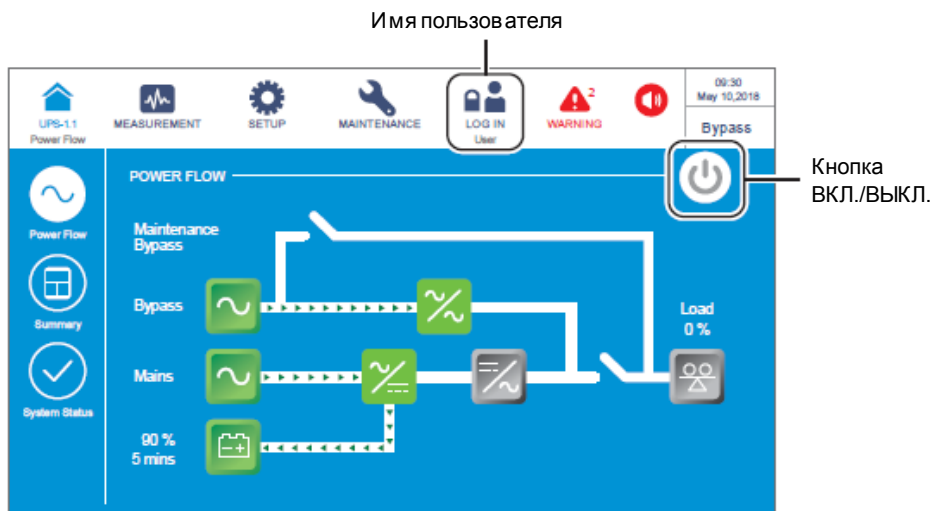 Имя пользователя
UPS-1.1
Power Flow
MEASUREMENT
SETUP
MAINTENANCE
LOG IN
User
WARNING
2
09:30
May 10,2018
Bypass
Кнопка
ВКЛ./ВЫКЛ.
POWER FLOW
Power Flow
Summary
System Status
Maintenance
Bypass
Bypass
Mains
90 %
5 mins
Load
0 %